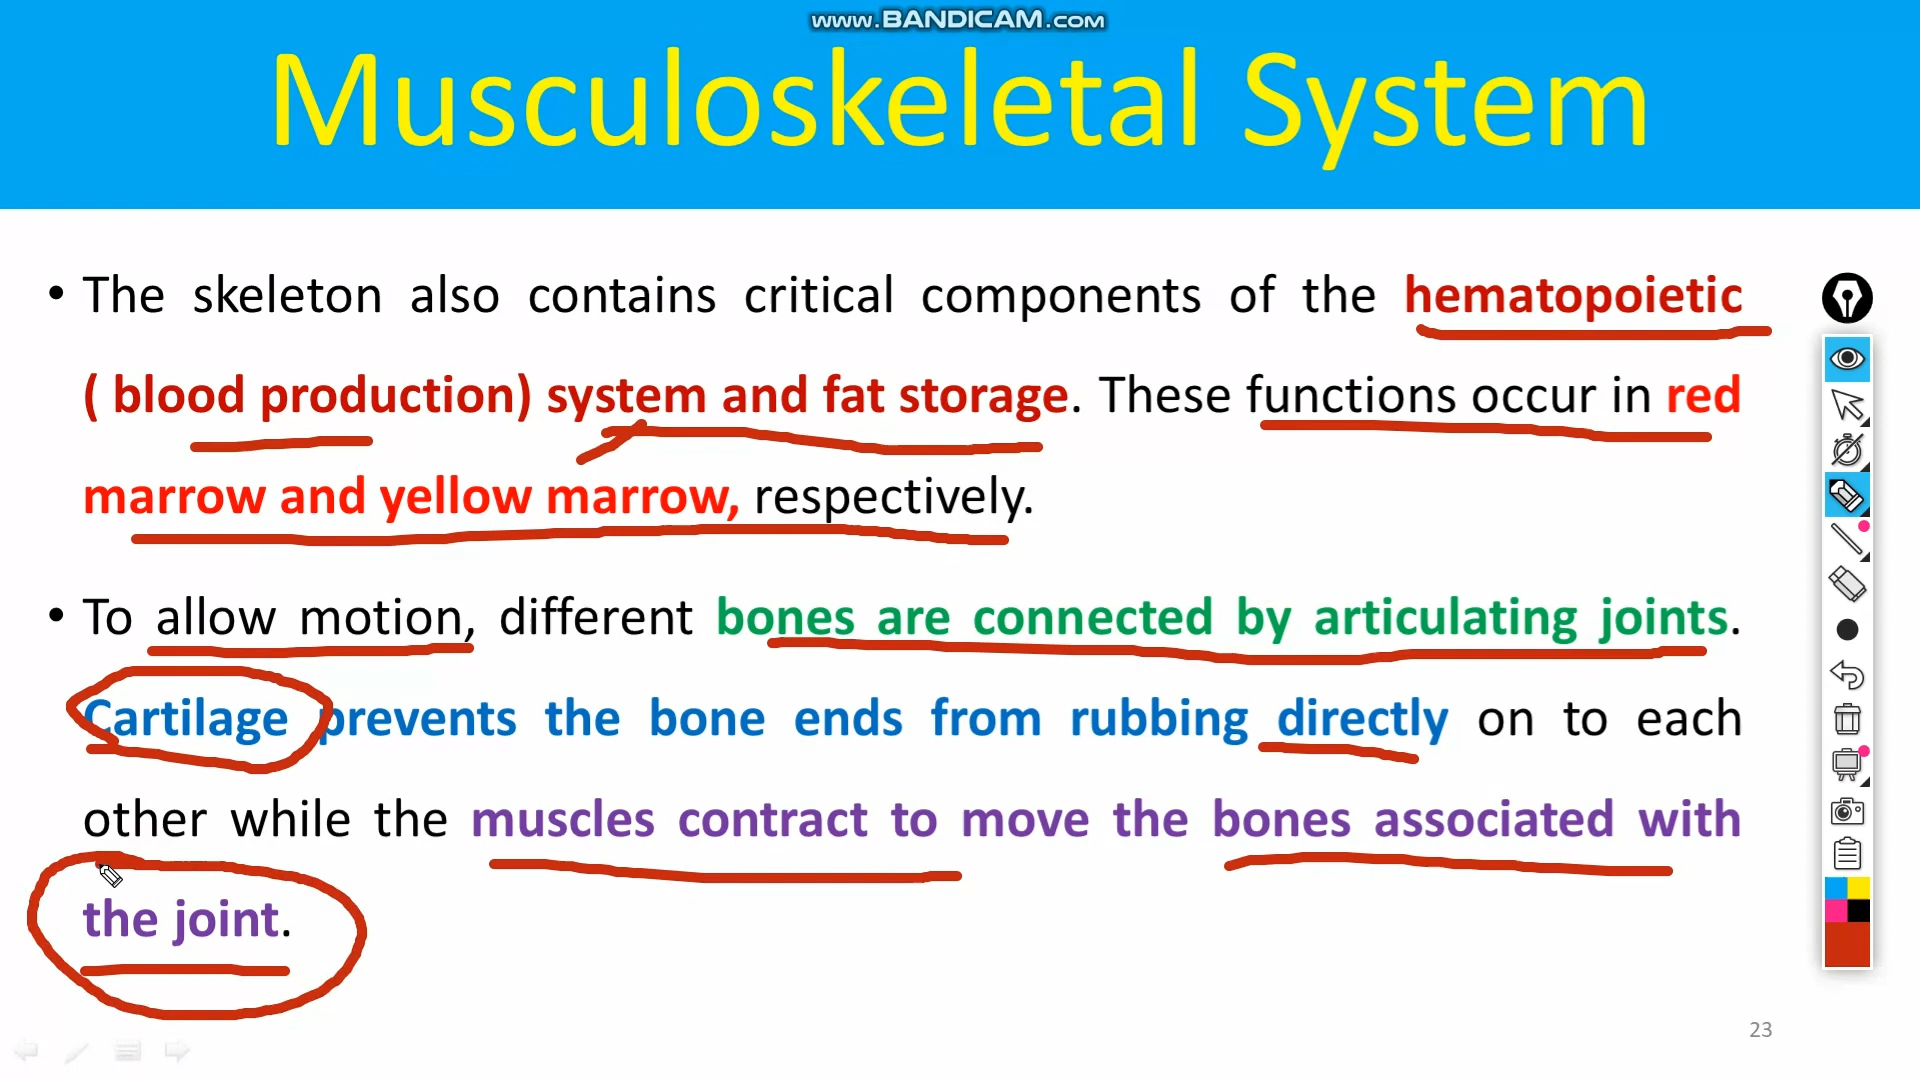 www.BANDICAM.com
Musculoskeletal System
• The skeleton also contains critical components of the hematopoietic
( blood production) system and fat storage. These functions occur in red
marrow and yellow marrow, respectively.
• To allow motion, different bones are connected by articulating joints.
Cartilage prevents the bone ends from rubbing directly on to each
other while the muscles contract to move the bones associated with
the joint.
23